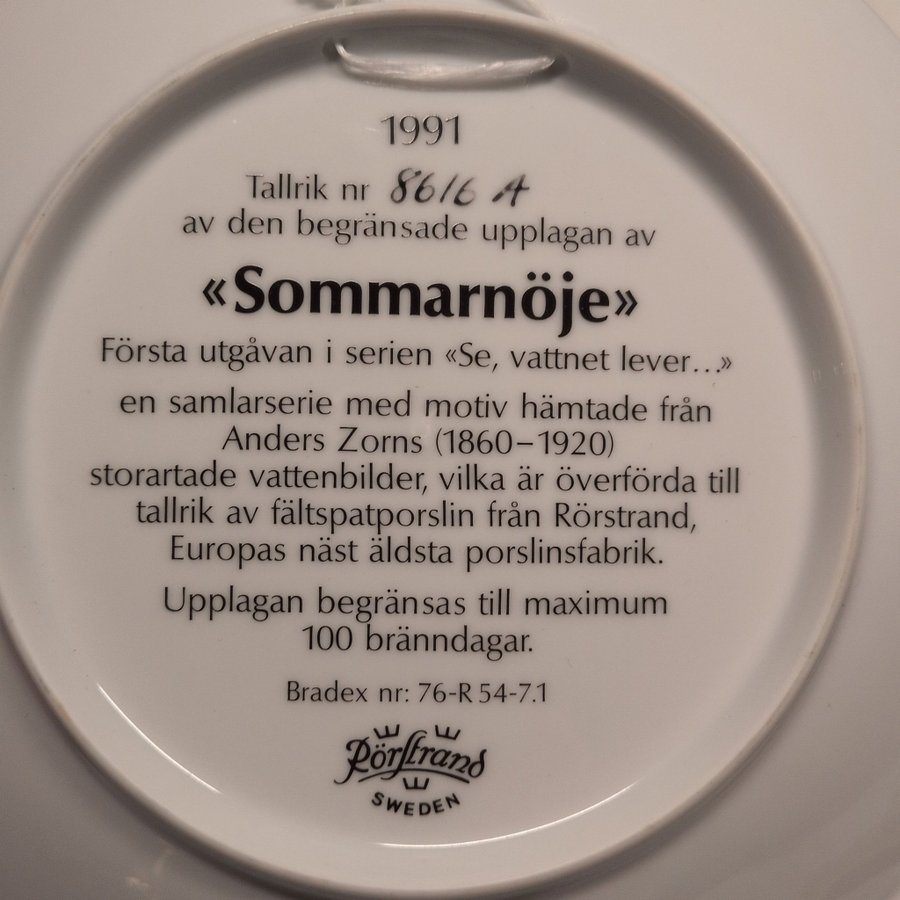 1991
Tallrik nr 8616 A
av den begränsade upplagan av
«Sommarnöje»
Första utgåvan i serien «Se, vattnet lever...»
en samlarserie med motiv hämtade från
Anders Zorns (1860–1920)
storartade vattenbilder, vilka är överförda till
tallrik av fältspatporslin från Rörstrand,
Europas näst äldsta porslinsfabrik.
Upplagan begränsas till maximum
100 bränndagar.
Bradex nr: 76-R 54-7.1
Rörstrand
SWEDEN